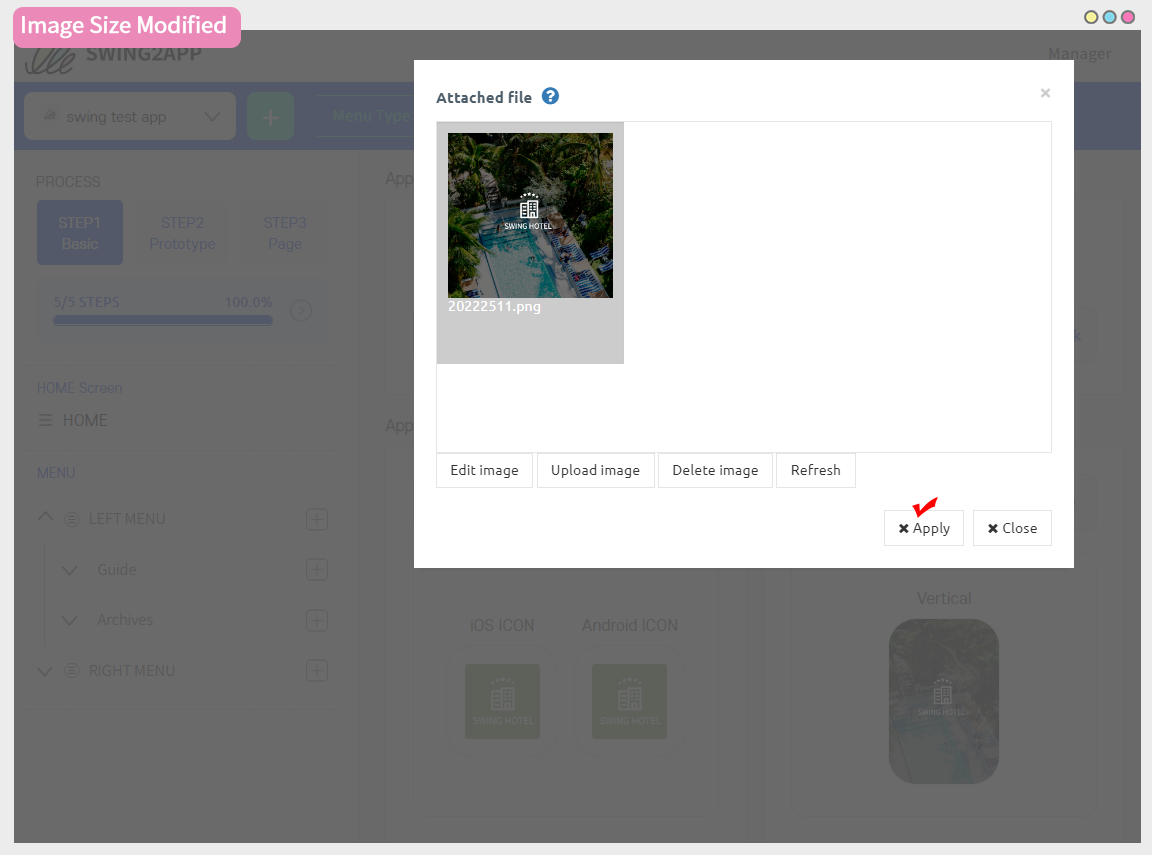 Image Size Modified
SWING2APP
Manager
swing test app
+
Menu Type
Attached file ?
×
PROCESS
App
STEP1
Basic
STEP2
Prototype
STEP3
Page
5/5 STEPS
100.0%
SWING HOTEL
20222511.png
HOME Screen
HOME
App
MENU
Edit image
Upload image
Delete image
Refresh
LEFT MENU
Apply
Close
Guide
Archives
RIGHT MENU
iOS ICON
Android ICON
Vertical
SWING HOTEL
SWING HOTEL
SWING HOTEL